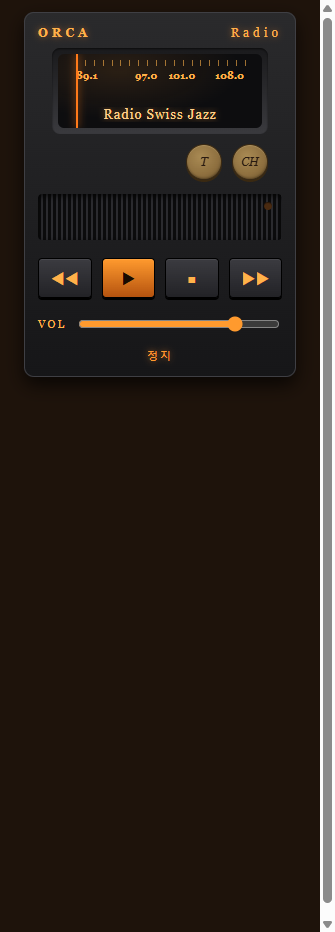 ORCA Radio
89.1 97.0 101.0 108.0
Radio Swiss Jazz
T CH
VOL
정지